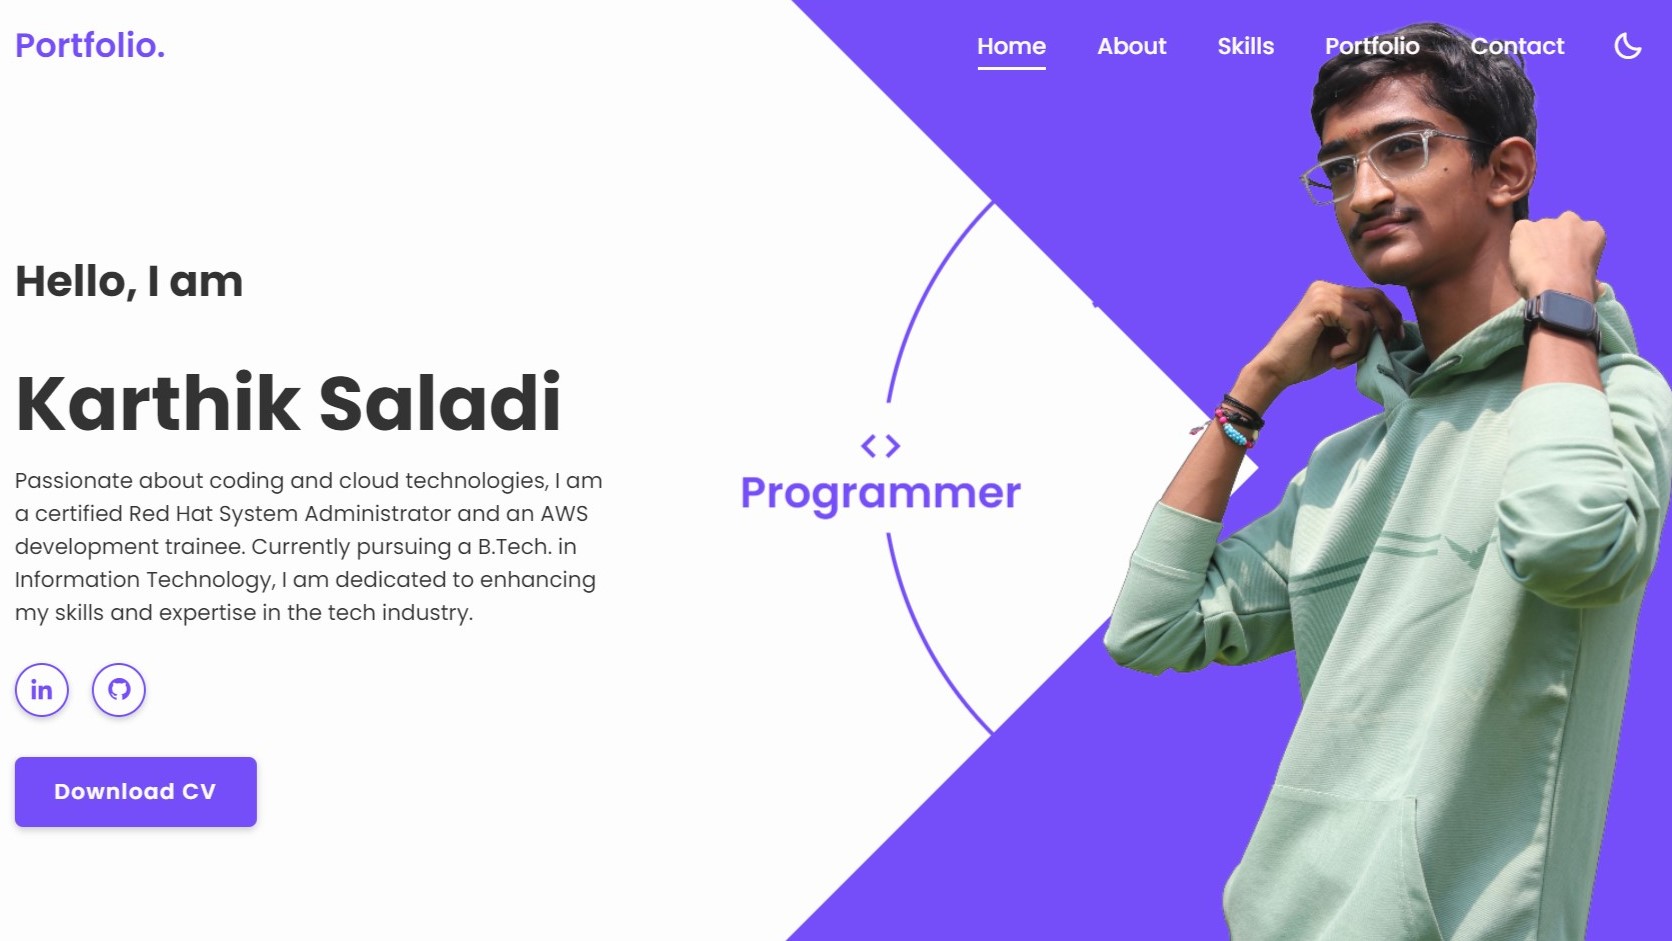 Portfolio.
Home About Skills Portfolio Contact
Hello, I am
Karthik Saladi
Passionate about coding and cloud technologies, I am
a certified Red Hat System Administrator and an AWS
development trainee. Currently pursuing a B.Tech. in
Information Technology, I am dedicated to enhancing
my skills and expertise in the tech industry.
in
Download CV
<>
Programmer